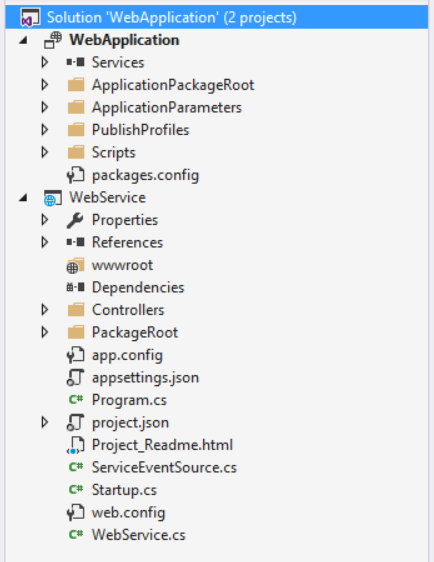 Solution 'WebApplication' (2 projects)
WebApplication
Services
ApplicationPackageRoot
ApplicationParameters
PublishProfiles
Scripts
packages.config
WebService
Properties
References
wwwroot
Dependencies
Controllers
PackageRoot
app.config
appsettings.json
C# Program.cs
project.json
Project_Readme.html
C# ServiceEventSource.cs
C# Startup.cs
web.config
C# WebService.cs